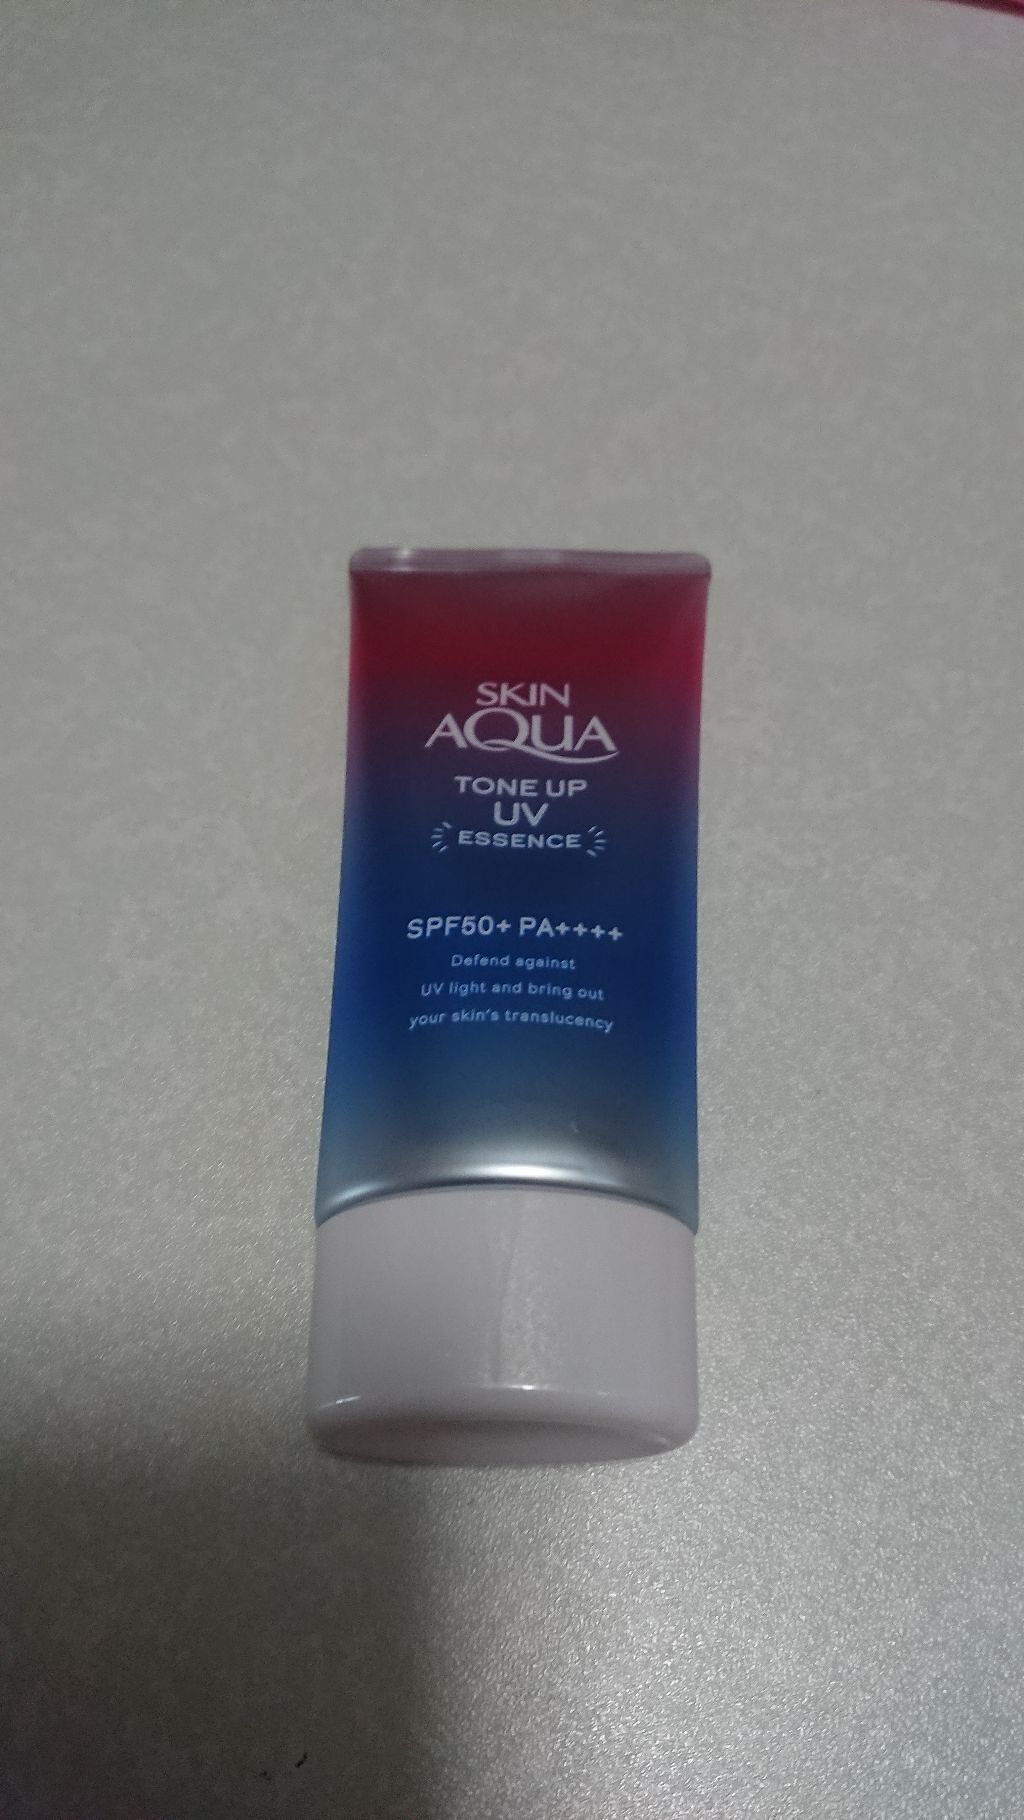 SKIN
AQUA
TONE UP
UV
ESSENCE
SPF50+ PA++++
Defend against
UV light and bring out
your skin's translucency